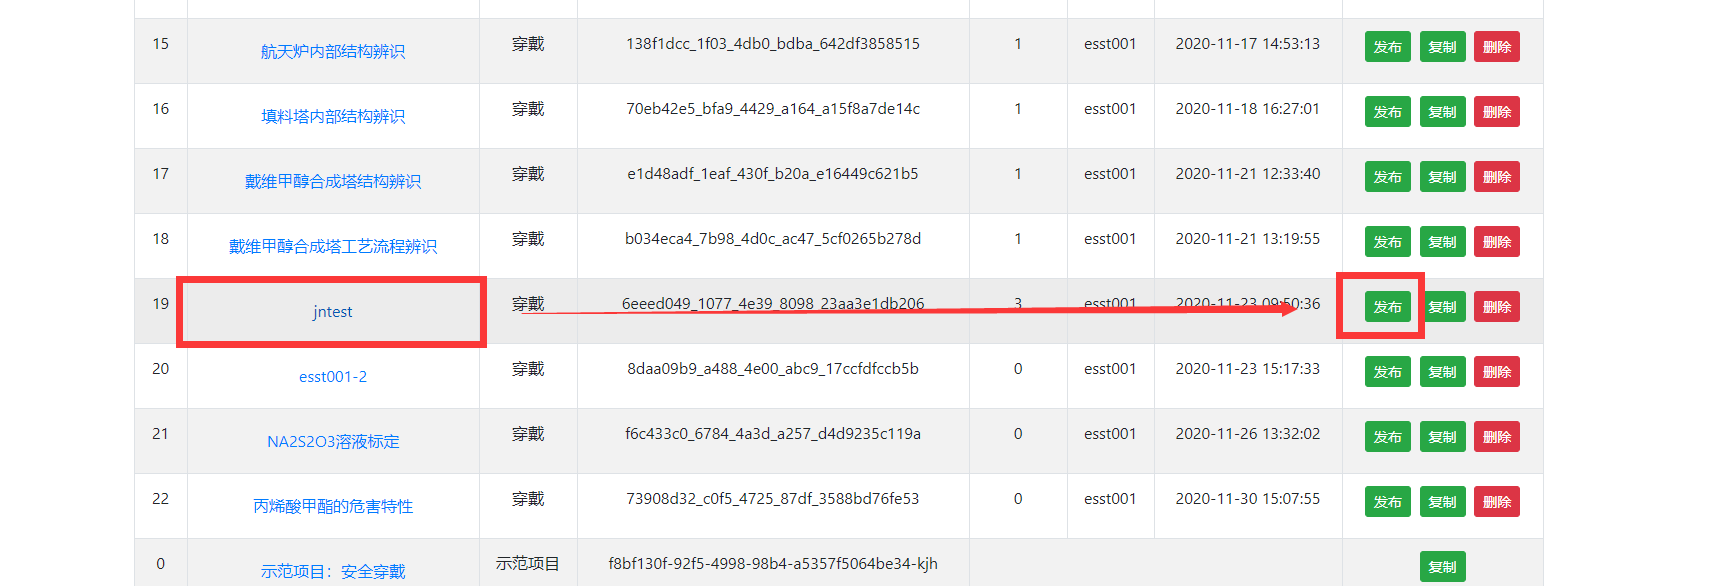 15 航天炉内部结构辨识 穿戴 138f1dcc_1f03_4db0_bdba_642df3858515 1 esst001 2020-11-17 14:53:13 发布 复制 删除
16 填料塔内部结构辨识 穿戴 70eb42e5_bfa9_4429_a164_a15f8a7de14c 1 esst001 2020-11-18 16:27:01 发布 复制 删除
17 戴维甲醇合成塔结构辨识 穿戴 e1d48adf_1eaf_430f_b20a_e16449c621b5 1 esst001 2020-11-21 12:33:40 发布 复制 删除
18 戴维甲醇合成塔工艺流程辨识 穿戴 b034eca4_7b98_4d0c_ac47_5cf0265b278d 1 esst001 2020-11-21 13:19:55 发布 复制 删除
19 jntest 穿戴 6eeed049_1077_4e39_8098_23aa3e1db206 3 esst001 2020-11-23 09:50:36 发布 复制 删除
20 esst001-2 穿戴 8daa09b9_a488_4e00_abc9_17ccfdfccb5b 0 esst001 2020-11-23 15:17:33 发布 复制 删除
21 NA2S2O3溶液标定 穿戴 f6c433c0_6784_4a3d_a257_d4d9235c119a 0 esst001 2020-11-26 13:32:02 发布 复制 删除
22 丙烯酸甲酯的危害特性 穿戴 73908d32_c0f5_4725_87df_3588bd76fe53 0 esst001 2020-11-30 15:07:55 发布 复制 删除
0 示范项目：安全穿戴 示范项目 f8bf130f-92f5-4998-98b4-a5357f5064be34-kjh 复制